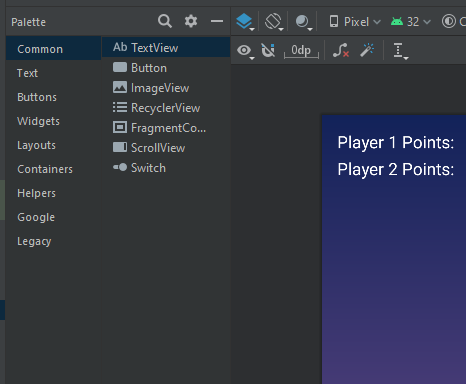 Palette
Pixel
32
Common
Text
Buttons
Widgets
Layouts
Containers
Helpers
Google
Legacy
Ab TextView
Button
ImageView
RecyclerView
FragmentCo...
ScrollView
Switch
0dp
Player 1 Points:
Player 2 Points: